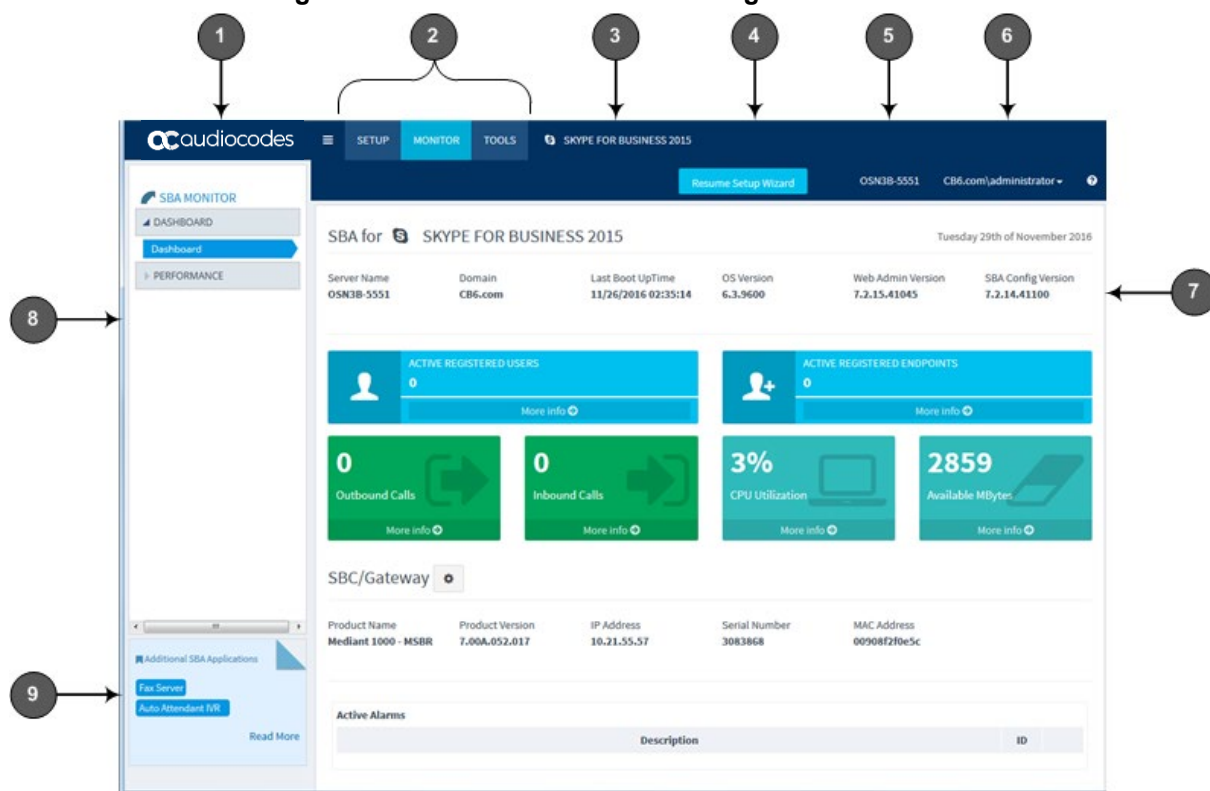 1 2 3 4 5 6
audiocodes
SETUP MONITOR TOOLS SKYPE FOR BUSINESS 2015
Resume Setup Wizard OSN3B-5551 CB6.com\administrator
SBA MONITOR
DASHBOARD
Dashboard
PERFORMANCE
SBA for SKYPE FOR BUSINESS 2015 Tuesday 29th of November 2016
Server Name Domain Last Boot UpTime OS Version Web Admin Version SBA Config Version
OSN3B-5551 CB6.com 11/26/2016 02:35:14 6.3.9600 7.2.15.41045 7.2.14.41100
7
8
ACTIVE REGISTERED USERS
0
More info
ACTIVE REGISTERED ENDPOINTS
0
More info
0
Outbound Calls
More info
0
Inbound Calls
More info
3%
CPU Utilization
More info
2859
Available MBytes
More info
SBC/Gateway
Product Name Product Version IP Address Serial Number MAC Address
Mediant 1000 - MSBR 7.00A.052.017 10.21.55.57 3083868 00908f2f0e5c
Additional SBA Applications
9
Fax Server
Auto Attendant IVR
Read More
Active Alarms
Description ID